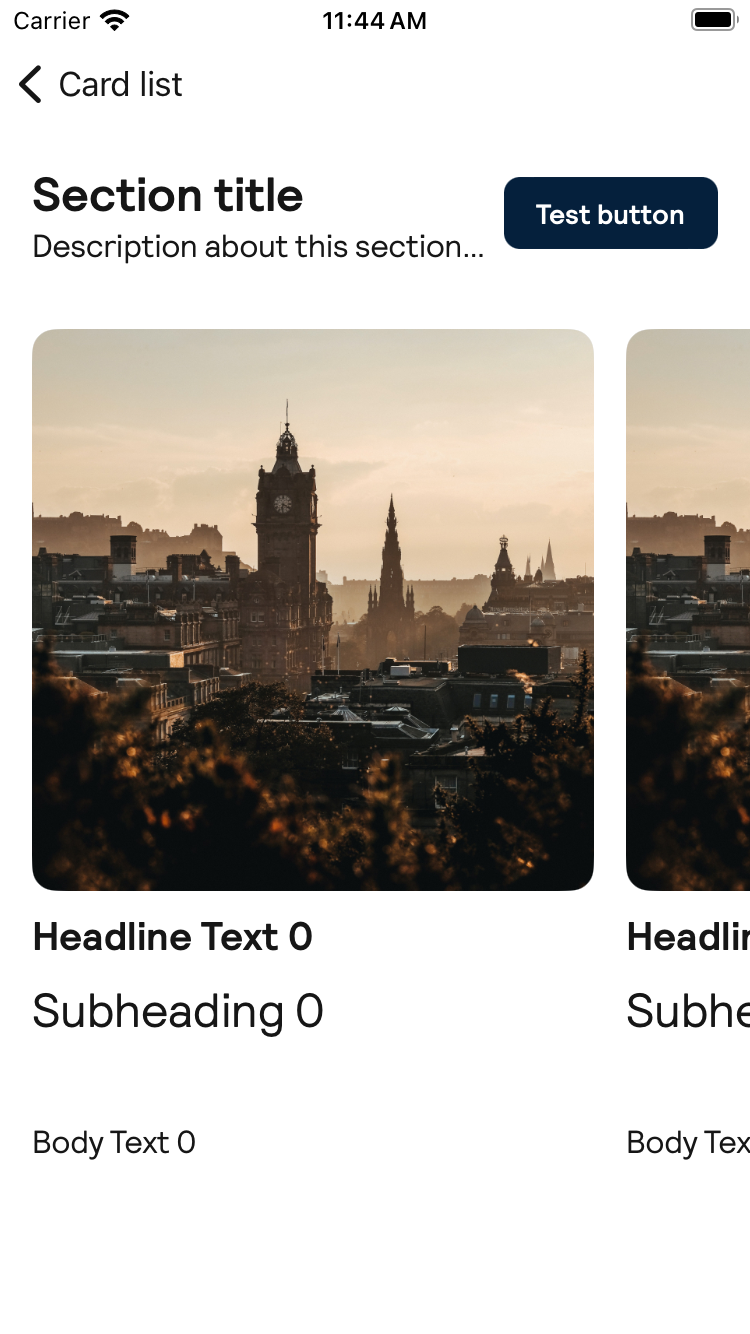 Carrier 11:44 AM
Card list
Section title
Description about this section...
Test button
Headline Text 0
Headlin
Subheading 0
Subhe
Body Text 0
Body Tex